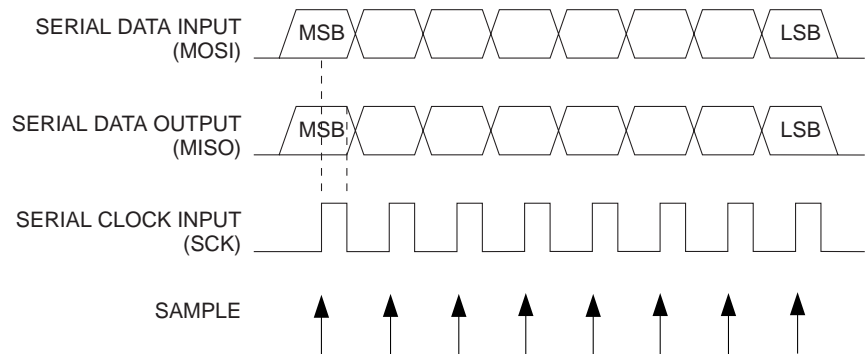 SERIAL DATA INPUT
(MOSI)
MSB
LSB
SERIAL DATA OUTPUT
(MISO)
MSB
LSB
SERIAL CLOCK INPUT
(SCK)
SAMPLE